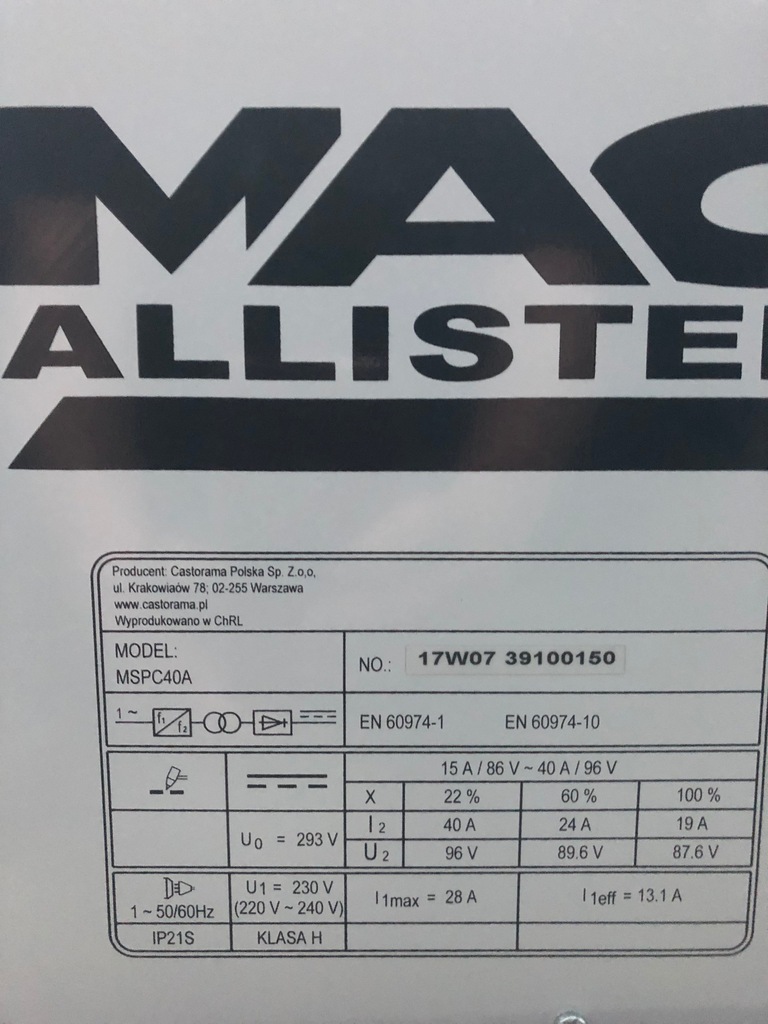 MAC
ALLISTE
Producent: Castorama Polska Sp. Z.o,o,
ul. Krakowiaów 78; 02-255 Warszawa
www.castorama.pl
Wyprodukowano w ChRL
MODEL:
MSPC40A
NO.: 17W07 39100150
1~ f1 f2
EN 60974-1 EN 60974-10
15 A / 86 V ~ 40 A / 96 V
X 22 % 60 % 100 %
U0 = 293 V
I2 40 A 24 A 19 A
U2 96 V 89.6 V 87.6 V
1 ~ 50/60Hz
U1 = 230 V
(220 V ~ 240 V)
I1max = 28 A
I1eff = 13.1 A
IP21S KLASA H